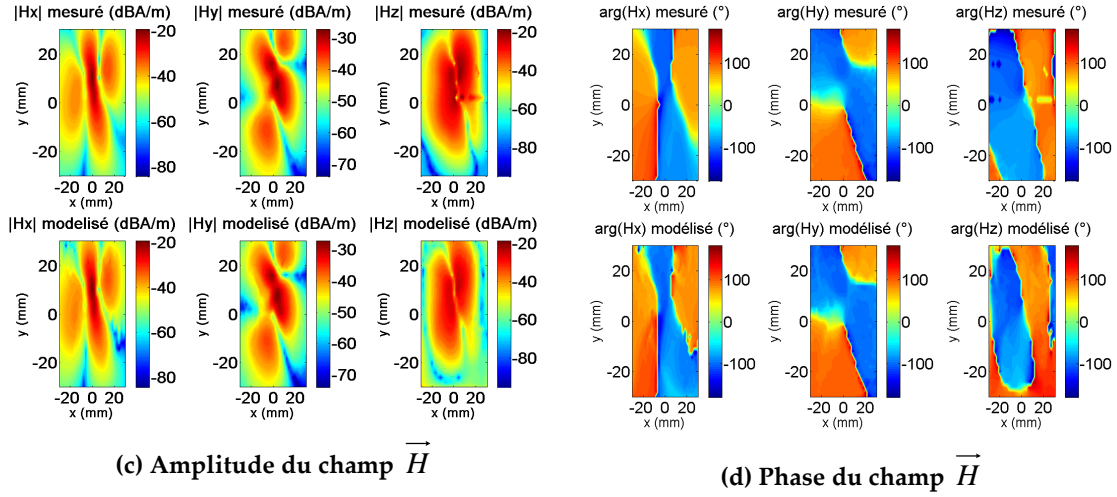 |Hx| mesuré (dBA/m)
|Hy| mesuré (dBA/m)
|Hz| mesuré (dBA/m)
y (mm)
20
0
-20
-20 0 20
x (mm)
-20
-40
-60
-80
20
0
-20
-20 0 20
x (mm)
-30
-40
-50
-60
-70
20
0
-20
-20 0 20
x (mm)
-20
-40
-60
-80
|Hx| modelisé (dBA/m)
|Hy| modelisé (dBA/m)
|Hz| modelisé (dBA/m)
y (mm)
20
0
-20
-20 0 20
x (mm)
-20
-40
-60
-80
y (mm)
20
0
-20
-20 0 20
x (mm)
-30
-40
-50
-60
-70
y (mm)
20
0
-20
-20 0 20
x (mm)
-20
-40
-60
-80
(c) Amplitude du champ H
arg(Hx) mesuré (°)
arg(Hy) mesuré (°)
arg(Hz) mesuré (°)
y (mm)
20
0
-20
-20 0 20
x (mm)
100
0
-100
y (mm)
20
0
-20
-20 0 20
x (mm)
100
0
-100
y (mm)
20
0
-20
-20 0 20
x (mm)
100
0
-100
arg(Hx) modélisé (°)
arg(Hy) modélisé (°)
arg(Hz) modélisé (°)
y (mm)
20
0
-20
-20 0 20
x (mm)
100
0
-100
y (mm)
20
0
-20
-20 0 20
x (mm)
100
0
-100
y (mm)
20
0
-20
-20 0 20
x (mm)
100
0
-100
(d) Phase du champ H